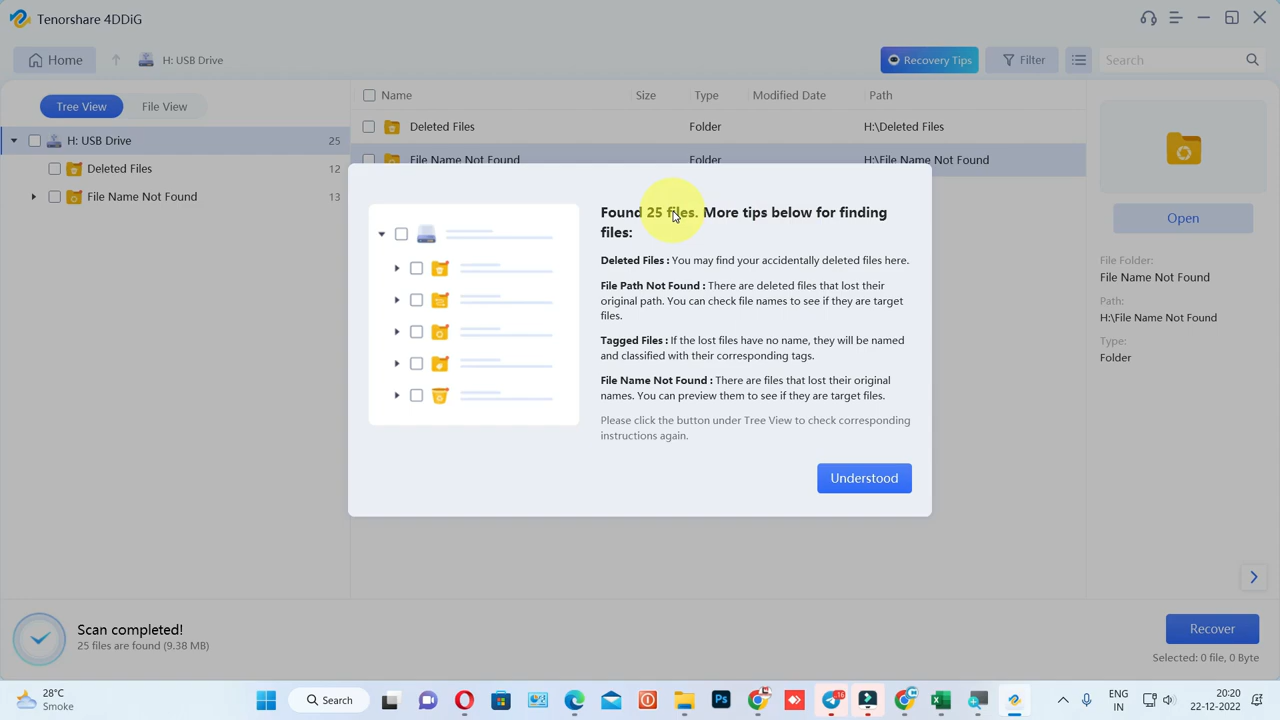 Tenorshare 4DDiG
Home
H: USB Drive
Recovery Tips
Filter
Search
Tree View
File View
Name
Size
Type
Modified Date
Path
H: USB Drive
25
Deleted Files
12
File Name Not Found
13
Deleted Files
Folder
H:\Deleted Files
File Name Not Found
Folder
H:\File Name Not Found
Found 25 files. More tips below for finding
files:
Deleted Files : You may find your accidentally deleted files here.
File Path Not Found : There are deleted files that lost their
original path. You can check file names to see if they are target
files.
Tagged Files : If the lost files have no name, they will be named
and classified with their corresponding tags.
File Name Not Found : There are files that lost their original
names. You can preview them to see if they are target files.
Please click the button under Tree View to check corresponding
instructions again.
Understood
Open
File Folder:
File Name Not Found
Path:
H:\File Name Not Found
Type:
Folder
Scan completed!
25 files are found (9.38 MB)
Recover
Selected: 0 file, 0 Byte
28°C
Smoke
Search
Ps
16
ENG
IN
20:20
22-12-2022